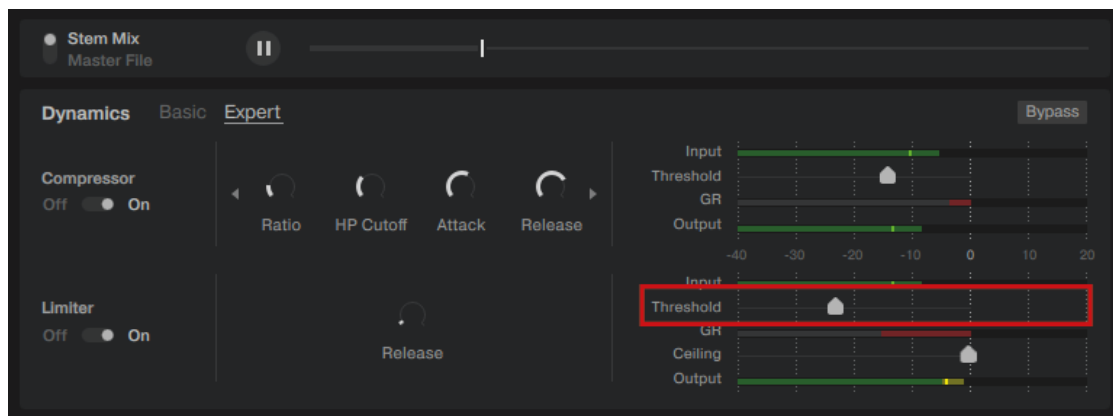 Stem Mix
Master File
Dynamics Basic Expert Bypass
Compressor
Off On
Ratio HP Cutoff Attack Release
Input
Threshold
GR
Output
-40 -30 -20 -10 0 10 20
Limiter
Off On
Release
Input
Threshold
GR
Ceiling
Output